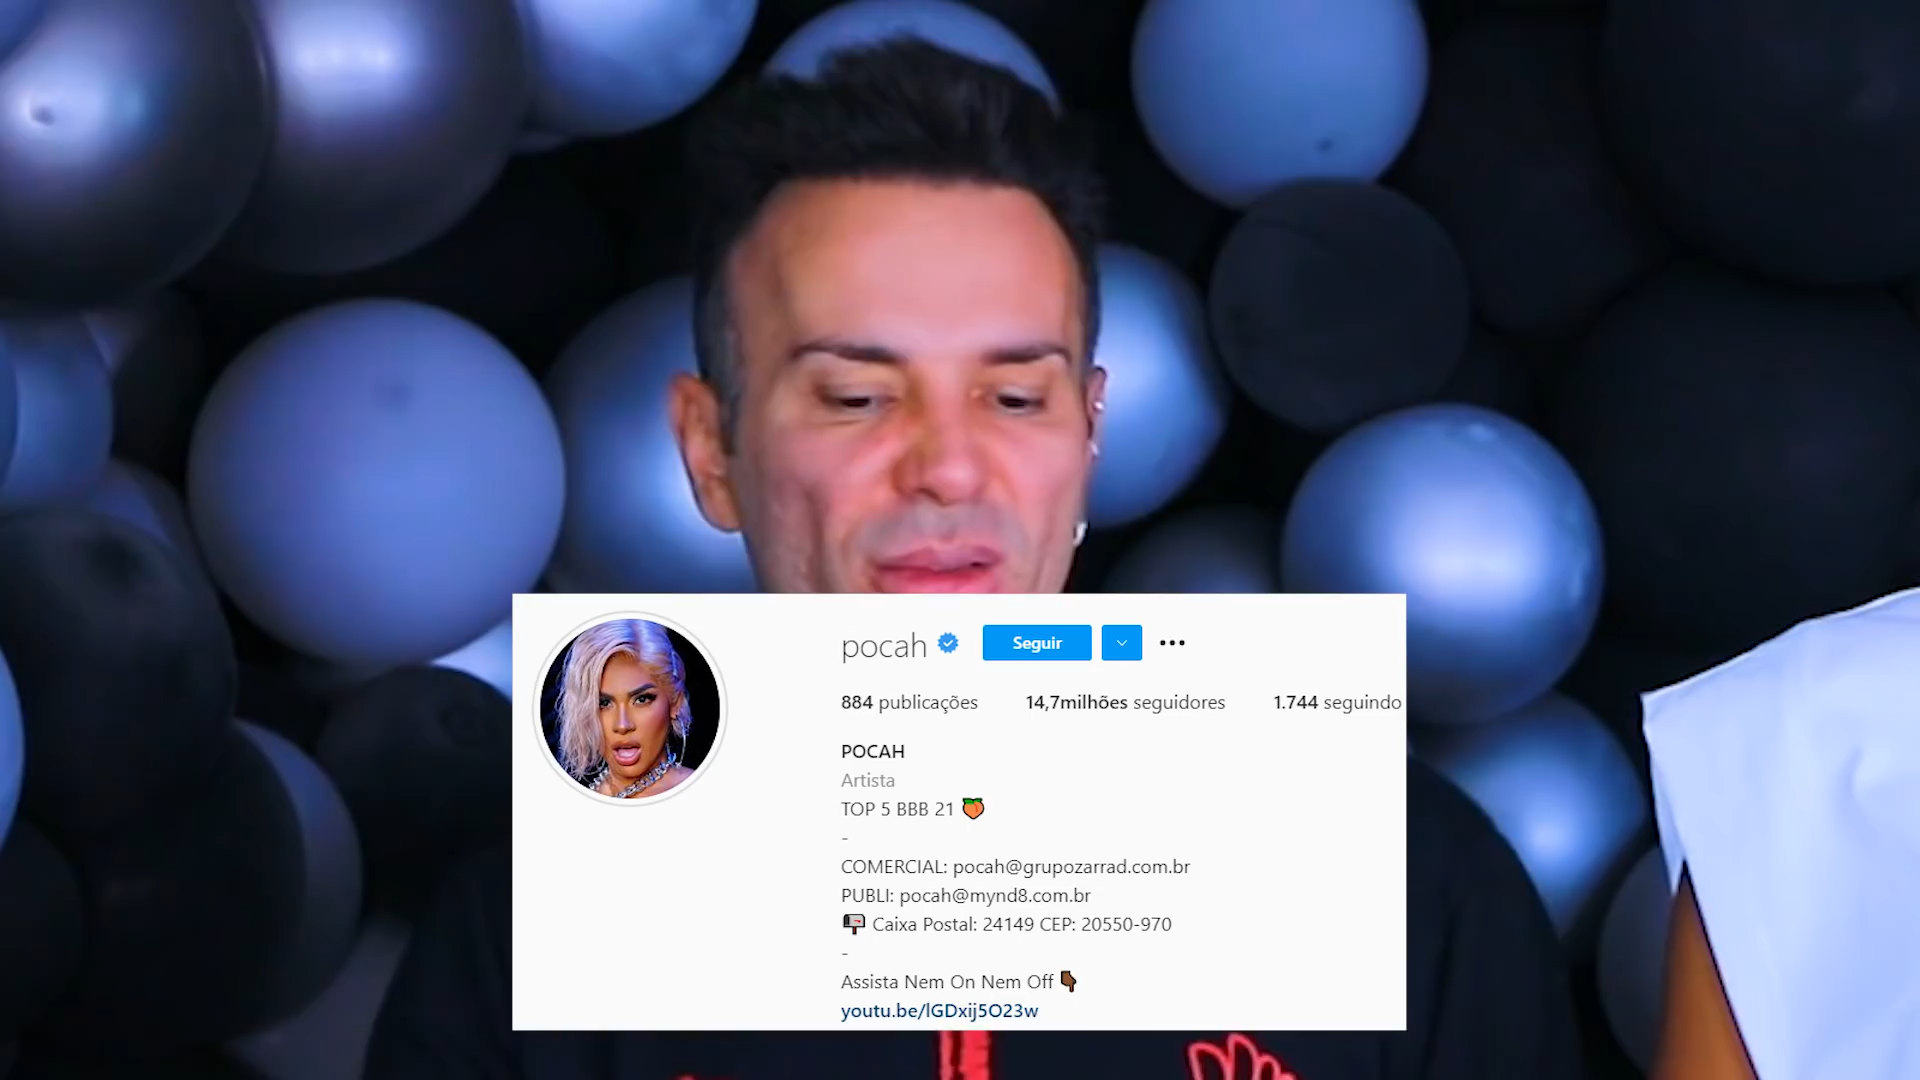 pocah Seguir
884 publicações 14,7milhões seguidores 1.744 seguindo
POCAH
Artista
TOP 5 BBB 21 🍑
-
COMERCIAL: pocah@grupozarrad.com.br
PUBLI: pocah@mynd8.com.br
📭 Caixa Postal: 24149 CEP: 20550-970
-
Assista Nem On Nem Off 👇🏿
youtu.be/lGDxij5O23w